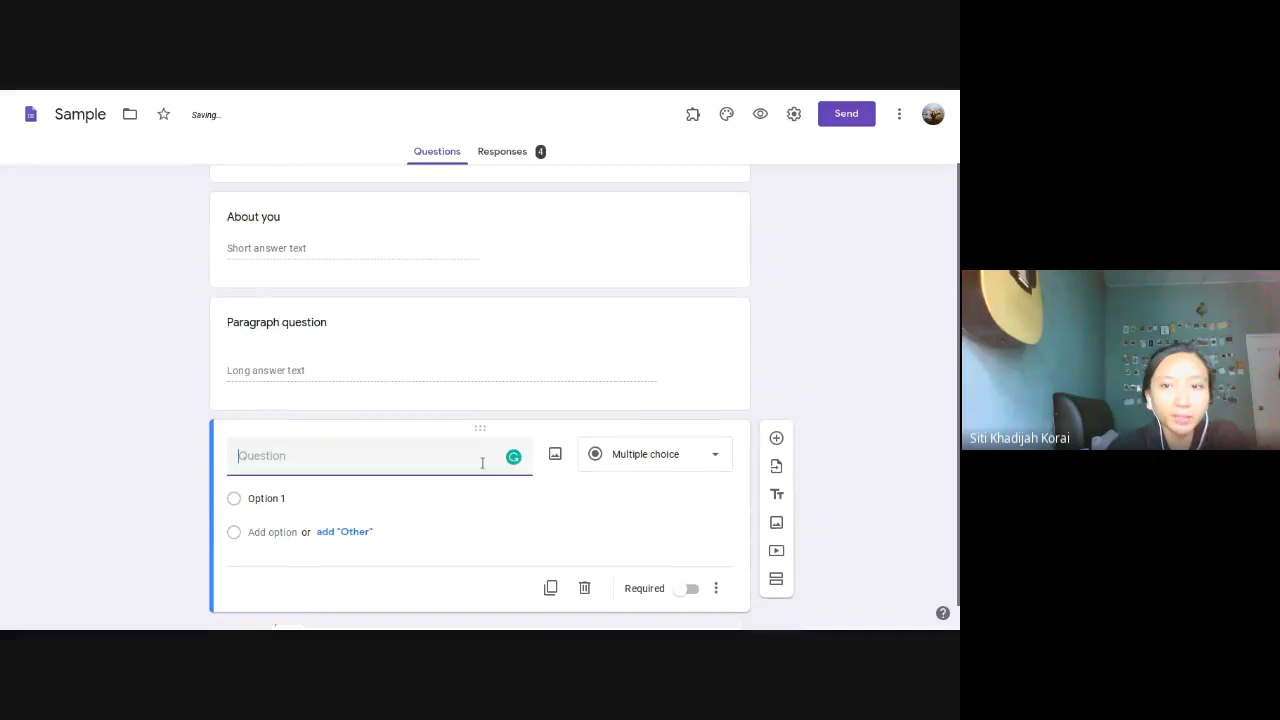 Sample
Saving...
Send
Questions
Responses 4
About you
Short answer text
Paragraph question
Long answer text
Question
Multiple choice
Option 1
Add option or add "Other"
Required
Siti Khadijah Korai